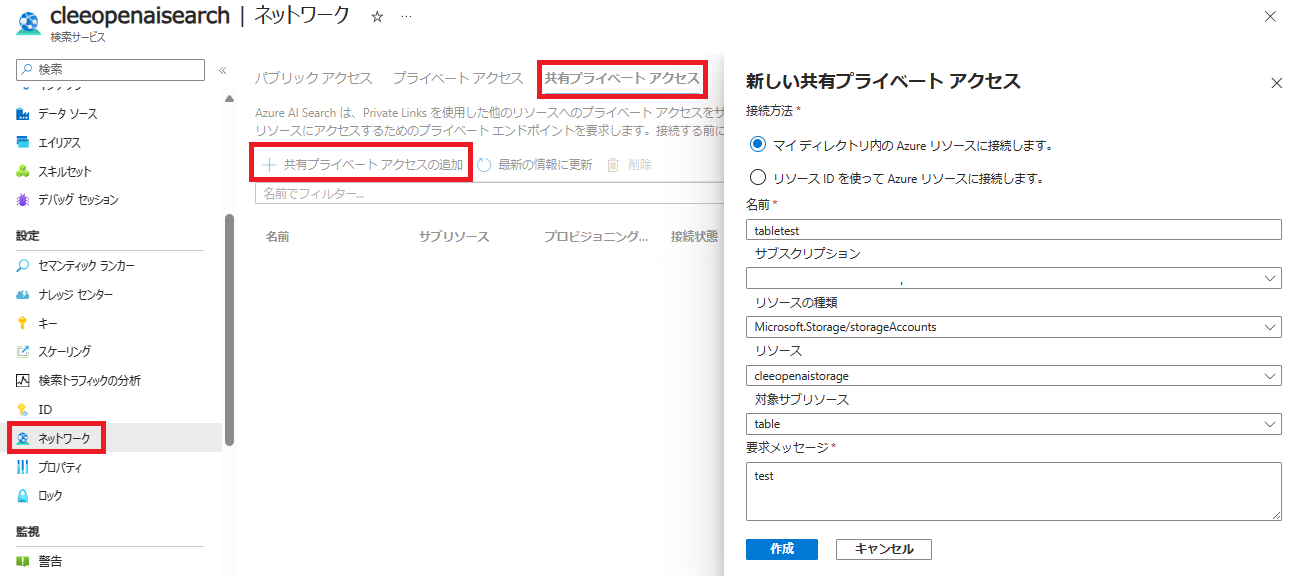 cleeopenaisearch | ネットワーク ☆ …
検索サービス
検索
«
データ ソース
エイリアス
スキルセット
デバッグ セッション
設定
セマンティック ランカー
ナレッジ センター
キー
スケーリング
検索トラフィックの分析
ID
ネットワーク
プロパティ
ロック
監視
警告
パブリック アクセス プライベート アクセス 共有プライベート アクセス
Azure AI Search は、Private Links を使用した他のリソースへのプライベート アクセスをサ
リソースにアクセスするためのプライベート エンドポイントを要求します。接続する前に
+ 共有プライベート アクセスの追加 最新の情報に更新 削除
名前でフィルター...
名前 サブリソース プロビジョニング... 接続状態
新しい共有プライベート アクセス
接続方法 *
マイ ディレクトリ内の Azure リソースに接続します。
リソース ID を使って Azure リソースに接続します。
名前 *
tabletest
サブスクリプション
リソースの種類
Microsoft.Storage/storageAccounts
リソース
cleeopenaistorage
対象サブリソース
table
要求メッセージ *
test
作成 キャンセル